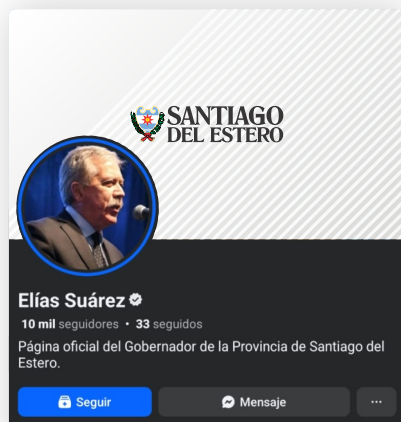 SANTIAGO
DEL ESTERO
Elías Suárez
10 mil seguidores • 33 seguidos
Página oficial del Gobernador de la Provincia de Santiago del
Estero.
Seguir
Mensaje